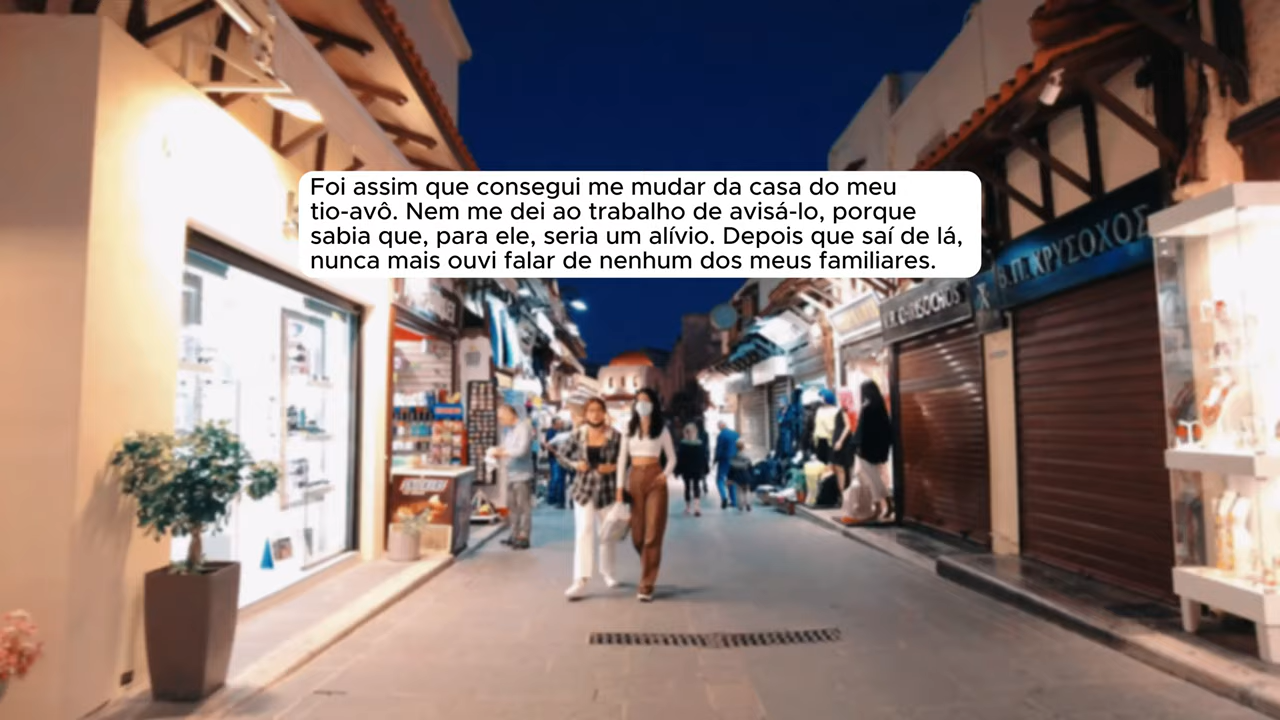 Foi assim que consegui me mudar da casa do meu
tio-avô. Nem me dei ao trabalho de avisá-lo, porque
sabia que, para ele, seria um alívio. Depois que saí de lá,
nunca mais ouvi falar de nenhum dos meus familiares.
Β.Π. ΧΡΥΣΟΧΟΣ
CHRISOCHOS